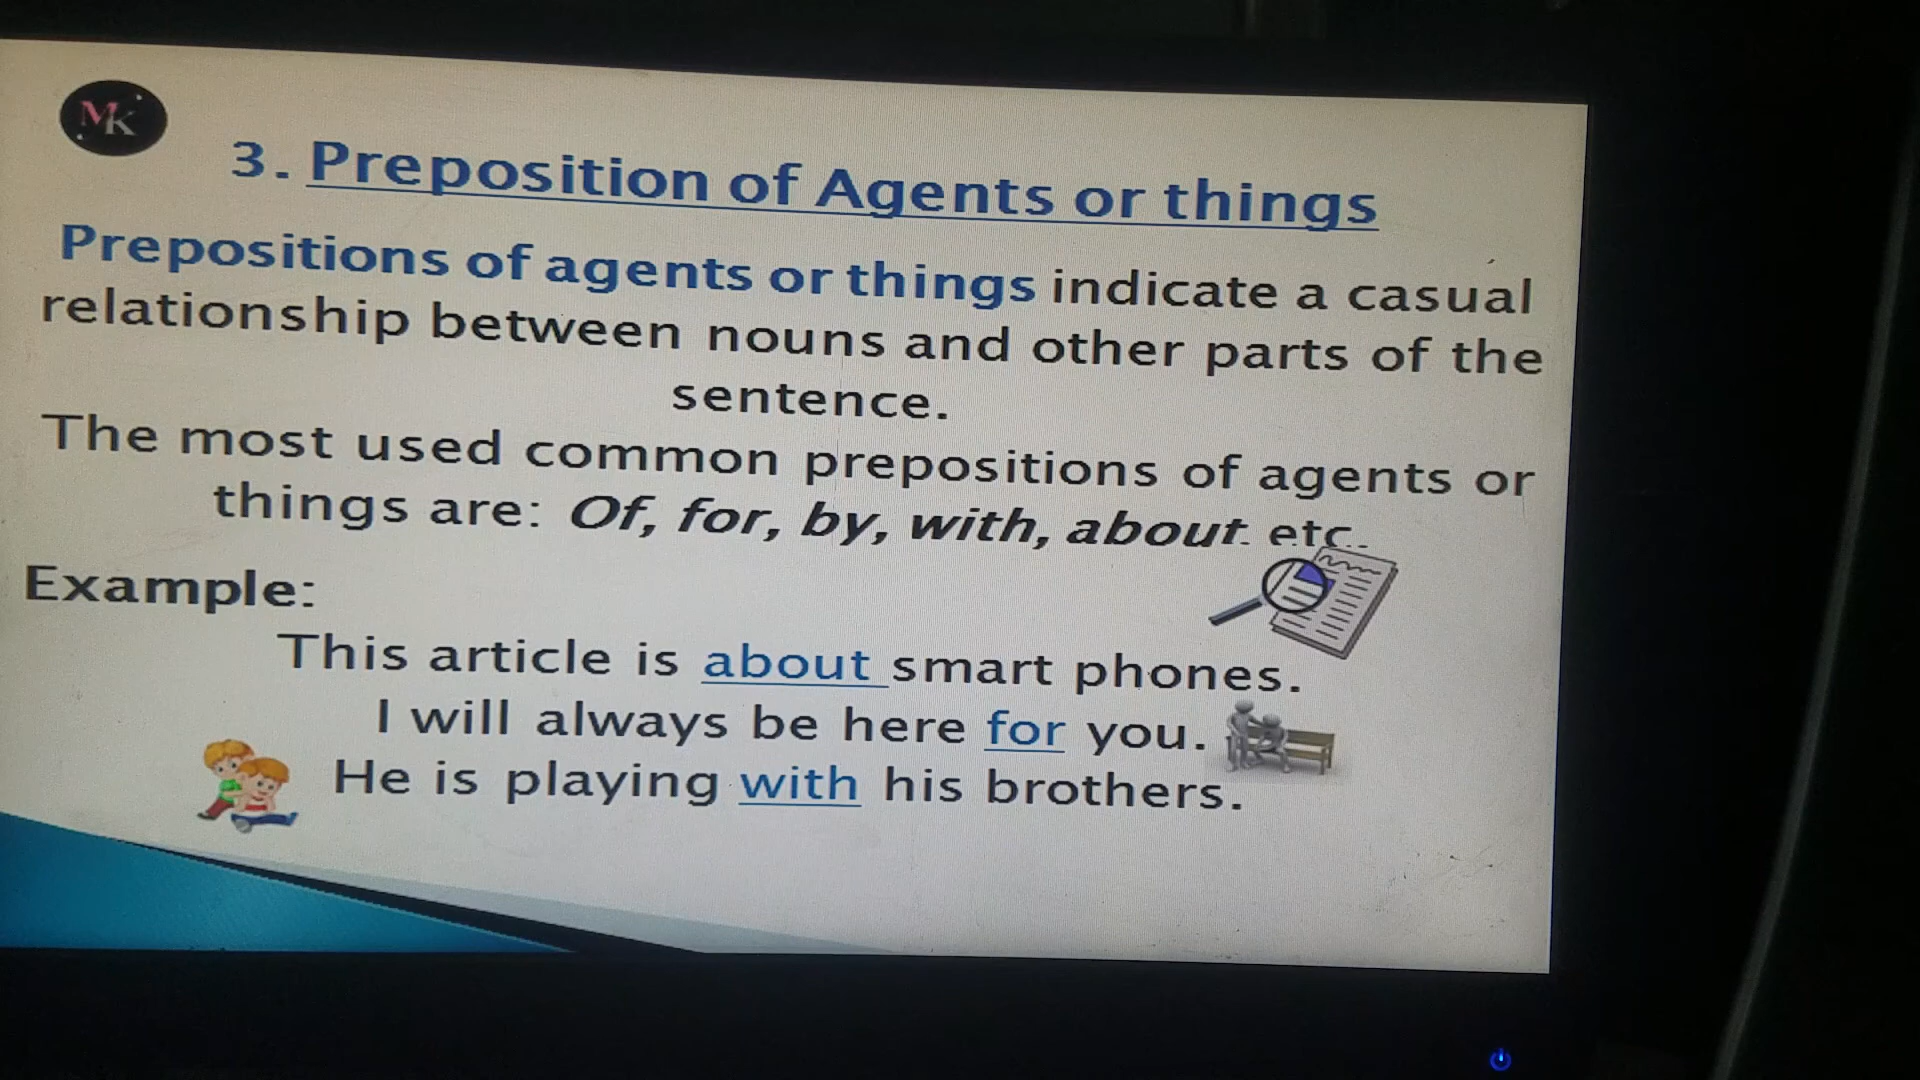 MK
3. Preposition of Agents or things
Prepositions of agents or things indicate a casual
relationship between nouns and other parts of the
sentence.
The most used common prepositions of agents or
things are: Of, for, by, with, about. etc..
Example:
This article is about smart phones.
I will always be here for you.
He is playing with his brothers.